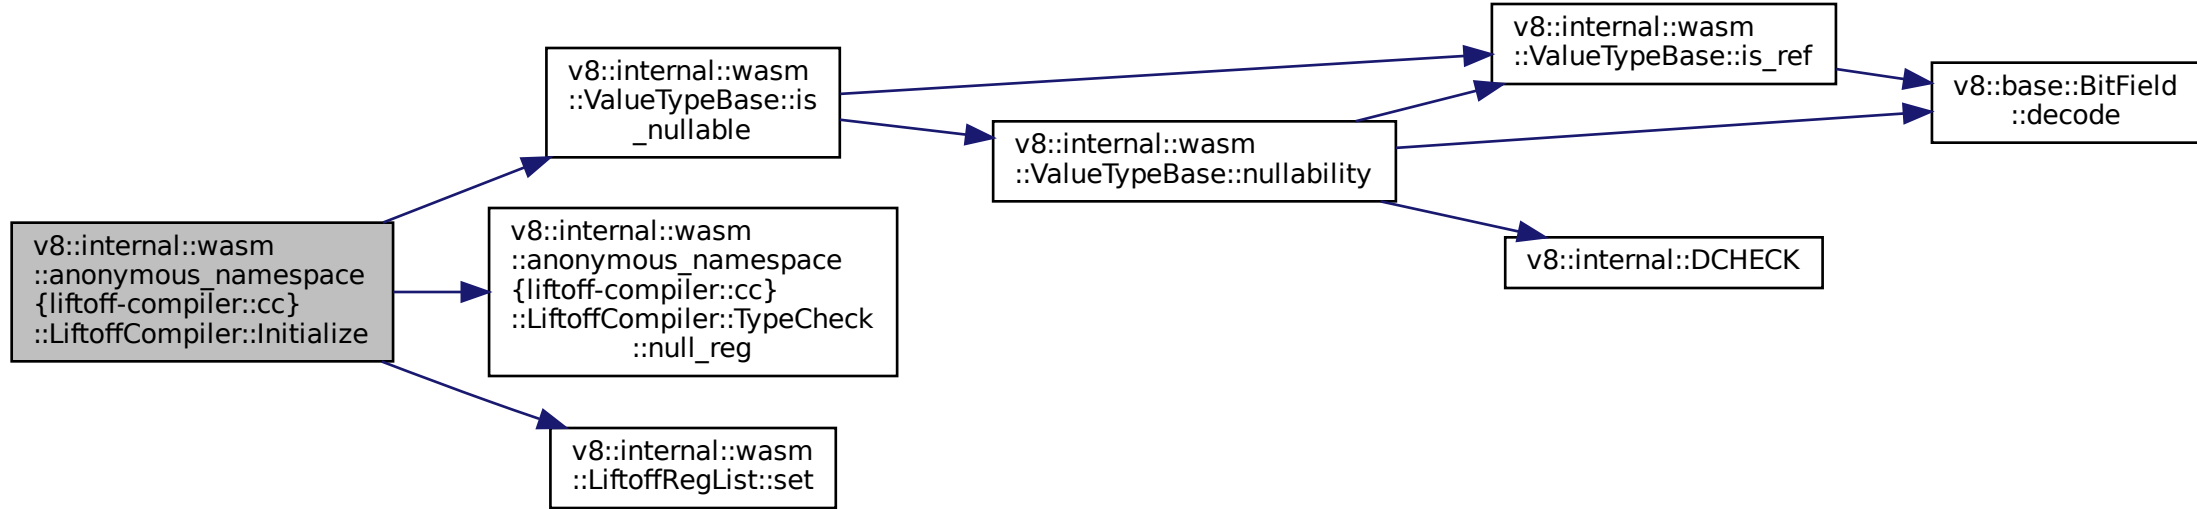 v8::internal::wasm
::anonymous_namespace
{liftoff-compiler::cc}
::LiftoffCompiler::Initialize
v8::internal::wasm
::ValueTypeBase::is
_nullable
v8::internal::wasm
::anonymous_namespace
{liftoff-compiler::cc}
::LiftoffCompiler::TypeCheck
::null_reg
v8::internal::wasm
::LiftoffRegList::set
v8::internal::wasm
::ValueTypeBase::nullability
v8::internal::wasm
::ValueTypeBase::is_ref
v8::internal::DCHECK
v8::base::BitField
::decode